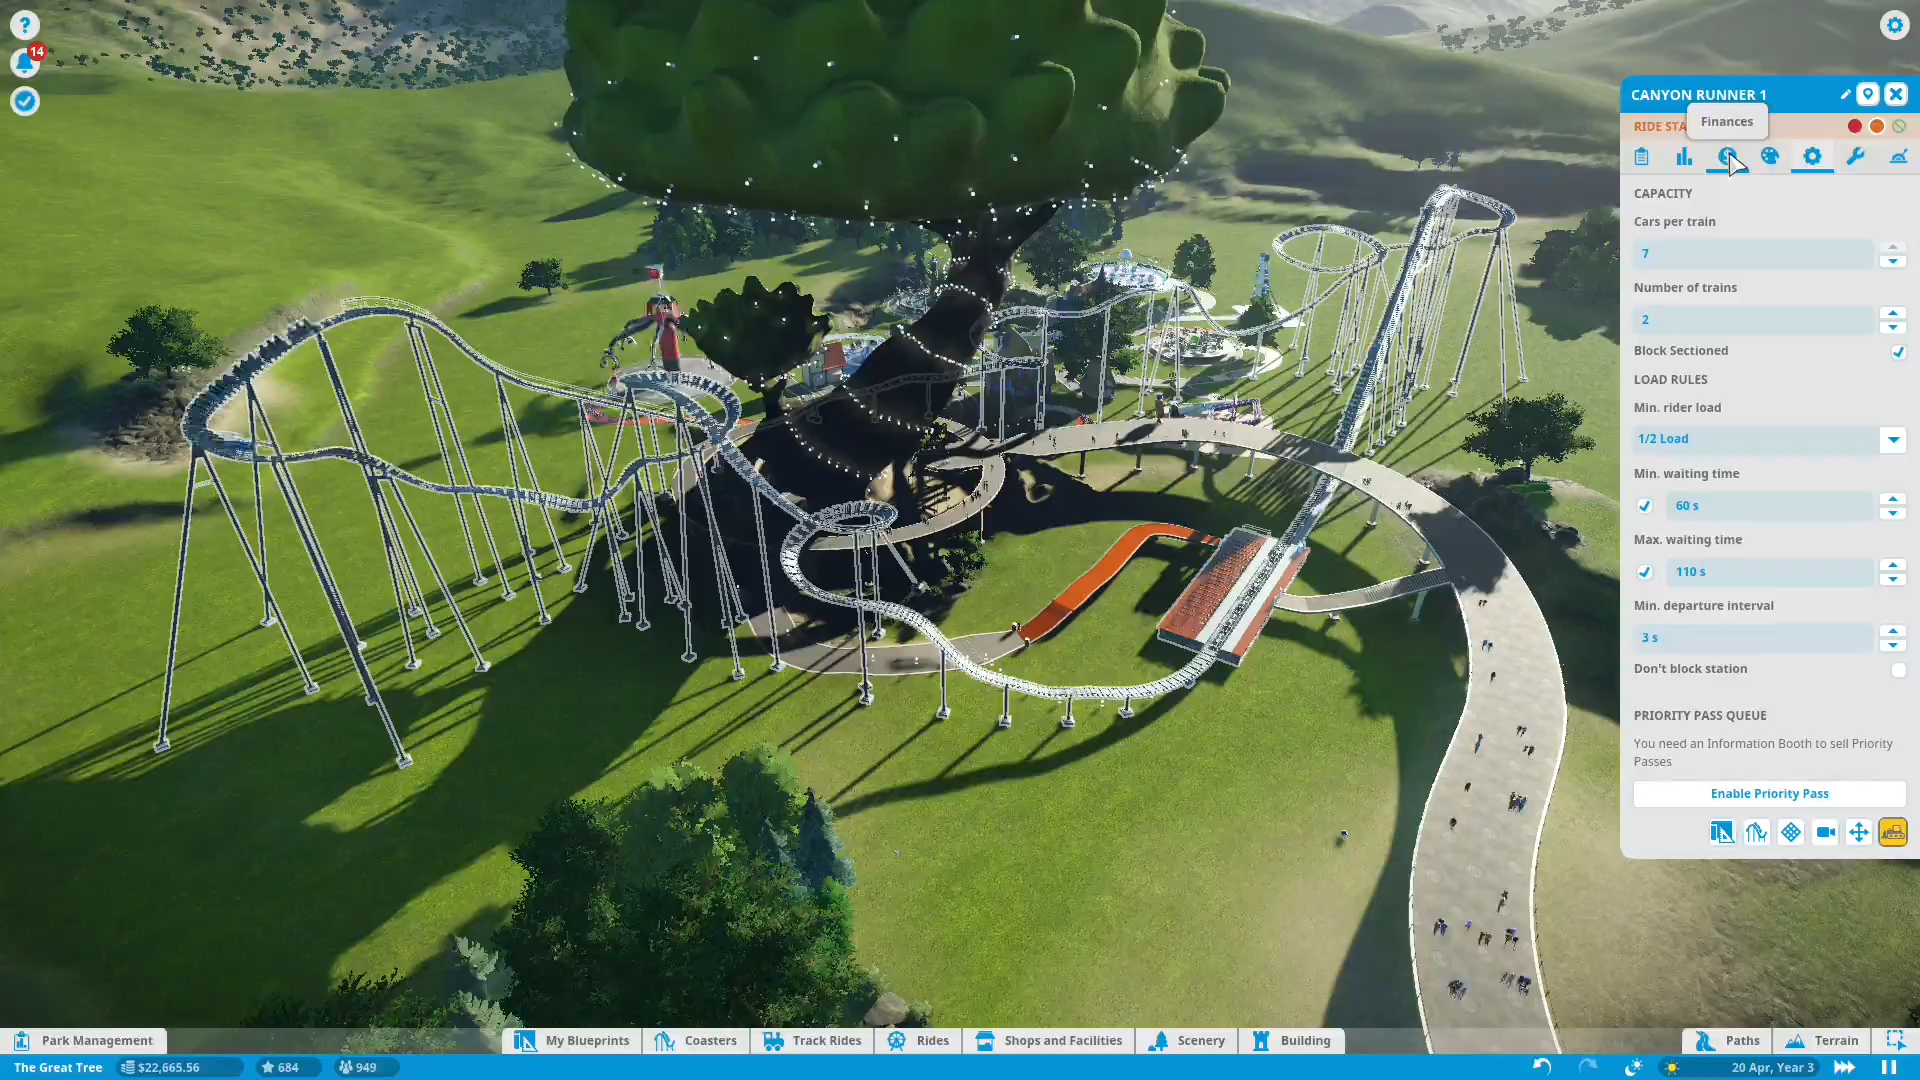 14
CANYON RUNNER 1
RIDE STA
Finances
CAPACITY
Cars per train
7
Number of trains
2
Block Sectioned
LOAD RULES
Min. rider load
1/2 Load
Min. waiting time
60 s
Max. waiting time
110 s
Min. departure interval
3 s
Don't block station
PRIORITY PASS QUEUE
You need an Information Booth to sell Priority
Passes
Enable Priority Pass
Park Management
My Blueprints
Coasters
Track Rides
Rides
Shops and Facilities
Scenery
Building
Paths
Terrain
The Great Tree
$22,665.56
684
949
20 Apr, Year 3